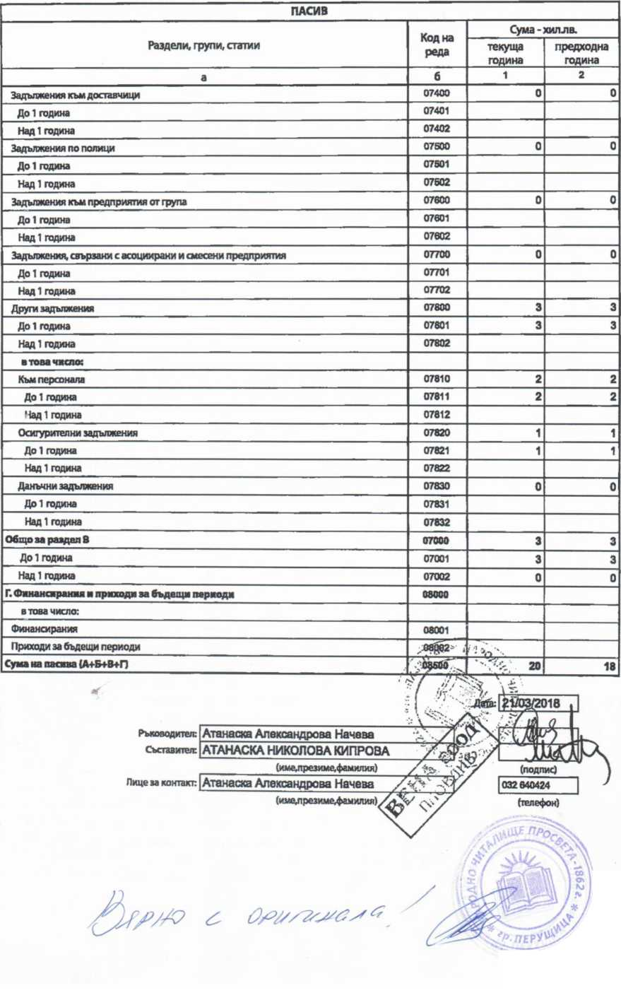 ПАСИВ
Раздели, групи, статии Код на реда Сума - хил.лв.
текуща година предходна година
а б 1 2
Задължения към доставчици 07400 0 0
До 1 година 07401
Над 1 година 07402
Задължения по полици 07500 0 0
До 1 година 07501
Над 1 година 07502
Задължения към предприятия от група 07600 0 0
До 1 година 07601
Над 1 година 07602
Задължения, свързани с асоциирани и смесени предприятия 07700 0 0
До 1 година 07701
Над 1 година 07702
Други задължения 07800 3 3
До 1 година 07801 3 3
Над 1 година 07802
в това число:
Към персонала 07810 2 2
До 1 година 07811 2 2
Над 1 година 07812
Осигурителни задължения 07820 1 1
До 1 година 07821 1 1
Над 1 година 07822
Данъчни задължения 07830 0 0
До 1 година 07831
Над 1 година 07832
Общо за раздел В 07000 3 3
До 1 година 07001 3 3
Над 1 година 07002 0 0
Г. Финансирания и приходи за бъдещи периоди 08000
в това число:
Финансирания 08001
Приходи за бъдещи периоди 08002
Сума на пасива (А+Б+В+Г) 08500 20 18
Дата: 21/03/2018
Ръководител: Атанаска Александрова Начева
Съставител: АТАНАСКА НИКОЛОВА КИПРОВА
(име,презиме,фамилия) (подпис)
Лице за контакт: Атанаска Александрова Начева 032 640424
(име,презиме,фамилия) (телефон)
ВЕНА ЕООД
ПЛОВДИВ
НАРОДНО
РОДНО ЧИТАЛИЩЕ ПРОСВЕТА-1862г. * гр.ПЕРУЩИЦА *
Вярно с оригинала!